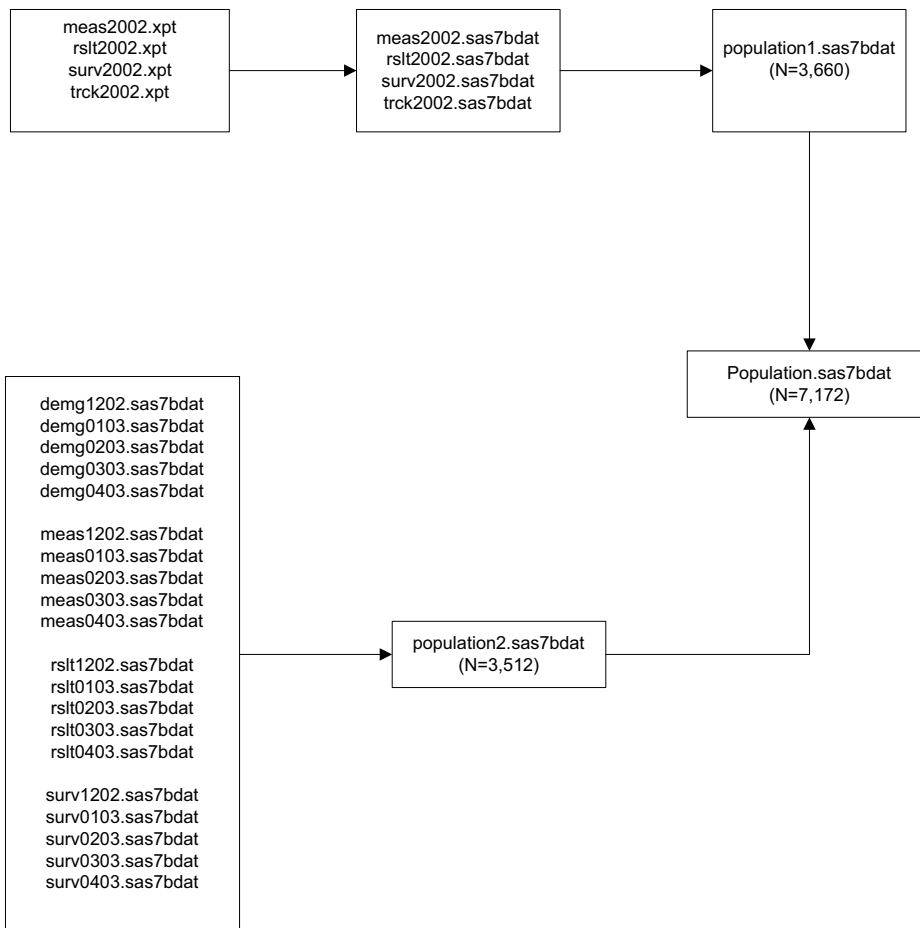 meas2002.xpt
rslt2002.xpt
surv2002.xpt
trck2002.xpt
meas2002.sas7bdat
rslt2002.sas7bdat
surv2002.sas7bdat
trck2002.sas7bdat
population1.sas7bdat
(N=3,660)
Population.sas7bdat
(N=7,172)
demg1202.sas7bdat
demg0103.sas7bdat
demg0203.sas7bdat
demg0303.sas7bdat
demg0403.sas7bdat
meas1202.sas7bdat
meas0103.sas7bdat
meas0203.sas7bdat
meas0303.sas7bdat
meas0403.sas7bdat
rslt1202.sas7bdat
rslt0103.sas7bdat
rslt0203.sas7bdat
rslt0303.sas7bdat
rslt0403.sas7bdat
surv1202.sas7bdat
surv0103.sas7bdat
surv0203.sas7bdat
surv0303.sas7bdat
surv0403.sas7bdat
population2.sas7bdat
(N=3,512)